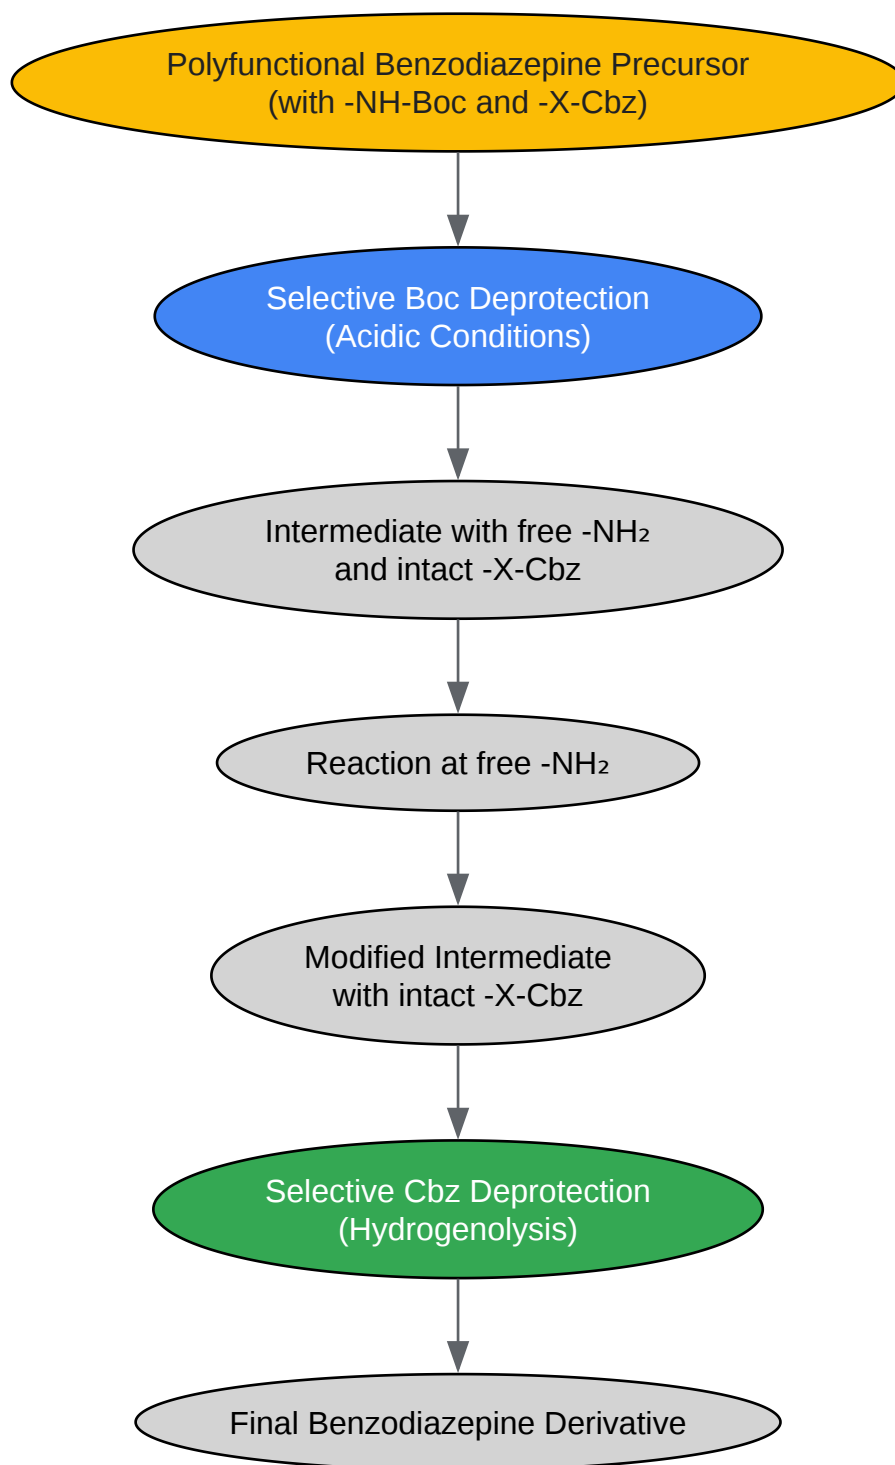 Polyfunctional Benzodiazepine Precursor
(with -NH-Boc and -X-Cbz)
Selective Boc Deprotection
(Acidic Conditions)
Intermediate with free -NH₂
and intact -X-Cbz
Reaction at free -NH₂
Modified Intermediate
with intact -X-Cbz
Selective Cbz Deprotection
(Hydrogenolysis)
Final Benzodiazepine Derivative